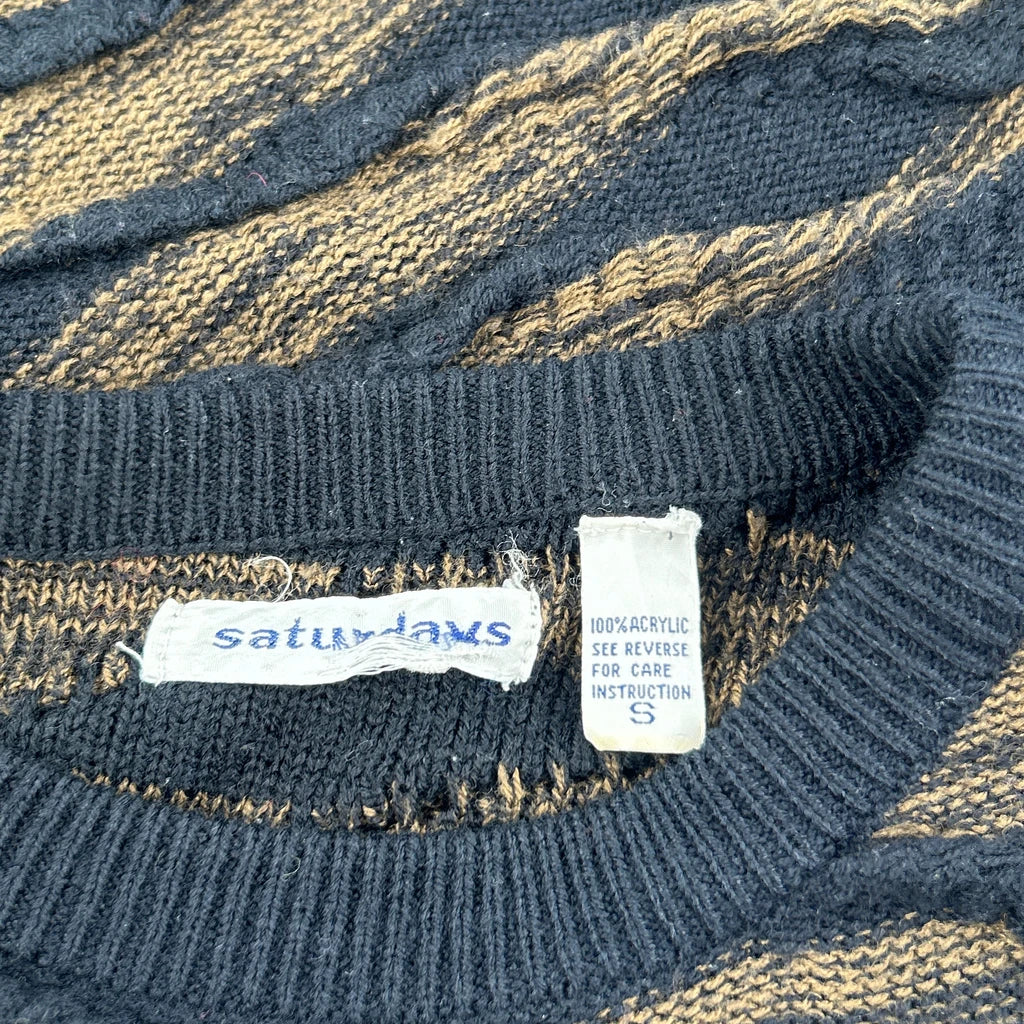 saturdays
100% ACRYLIC
SEE REVERSE
FOR CARE
INSTRUCTION
S